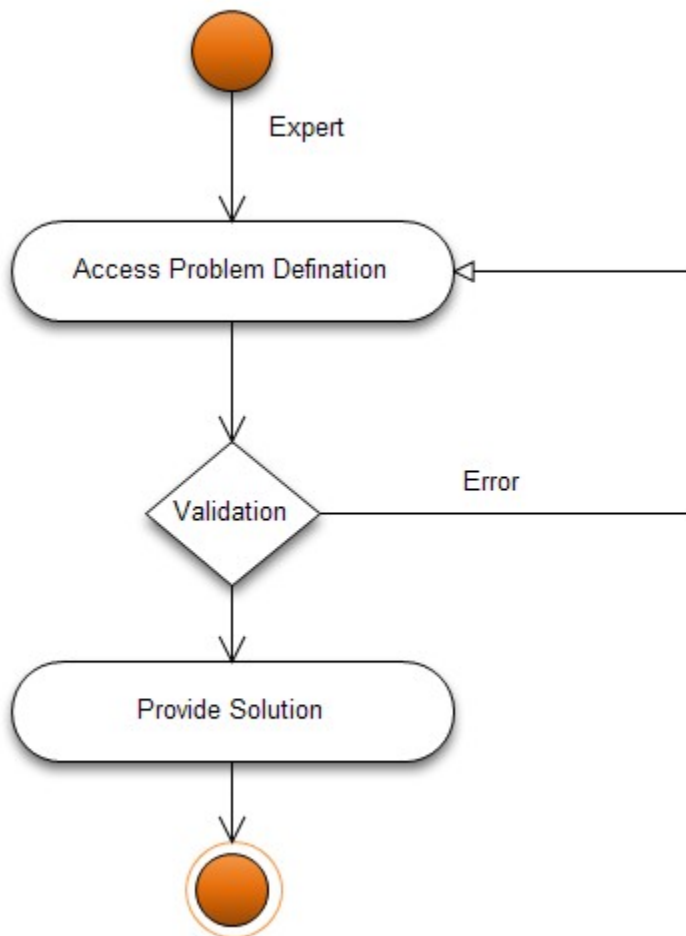 Expert
Access Problem Defination
Validation
Error
Provide Solution